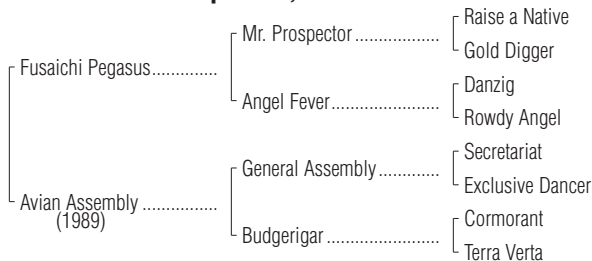 Raise a Native
Mr. Prospector ..................
Gold Digger
Fusaichi Pegasus..............
Danzig
Angel Fever.......................
Rowdy Angel
Secretariat
General Assembly.............
Exclusive Dancer
Avian Assembly ................
(1989)
Cormorant
Budgerigar ........................
Terra Verta